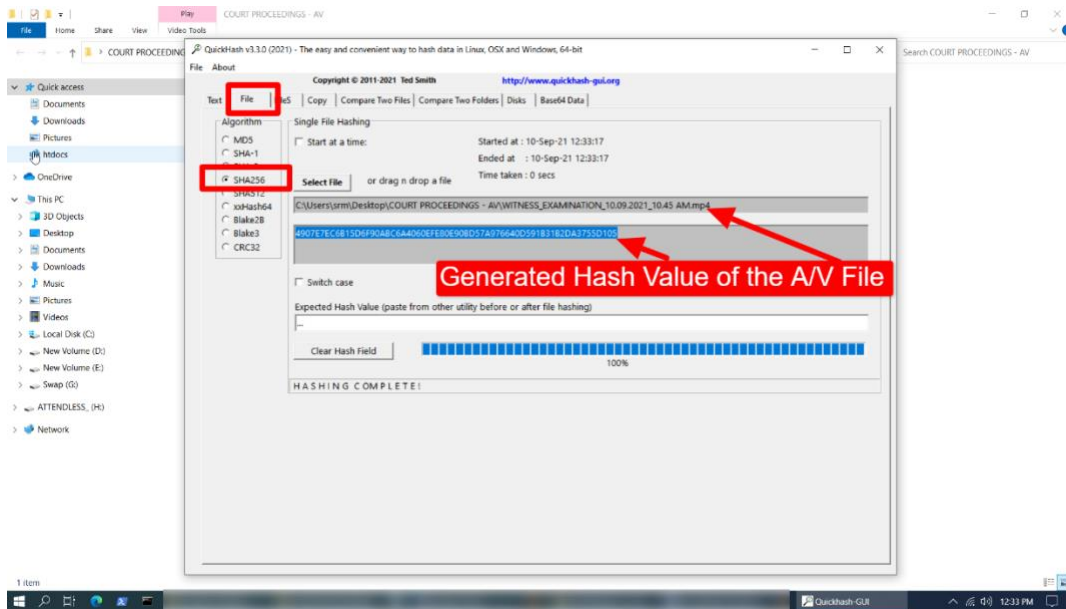 Play
COURT PROCEEDINGS - AV
File Home Share View Video Tools
COURT PROCEEDING
Search COURT PROCEEDINGS - AV
Quick access
Documents
Downloads
Pictures
htdocs
OneDrive
This PC
3D Objects
Desktop
Documents
Downloads
Music
Pictures
Videos
Local Disk (C:)
New Volume (D:)
New Volume (E:)
Swap (G:)
ATTENDLESS_ (H:)
Network
1 item
QuickHash v3.3.0 (2021) - The easy and convenient way to hash data in Linux, OSX and Windows, 64-bit
File About
Copyright © 2011-2021 Ted Smith http://www.quickhash-gui.org
Text File Copy Compare Two Files Compare Two Folders Disks Base64 Data
Algorithm
MD5
SHA-1
SHA256
SHA512
xxHash64
Blake2B
Blake3
CRC32
Single File Hashing
Start at a time:
Started at : 10-Sep-21 12:33:17
Ended at : 10-Sep-21 12:33:17
Select File or drag n drop a file
Time taken : 0 secs
C:\Users\srm\Desktop\COURT PROCEEDINGS - AV\WITNESS_EXAMINATION_10.09.2021_10.45 AM.mp4
Generated Hash Value of the A/V File
Switch case
Expected Hash Value (paste from other utility before or after file hashing)
...
Clear Hash Field
100%
HASHING COMPLETE!
Quickhash-GUI
12:33 PM